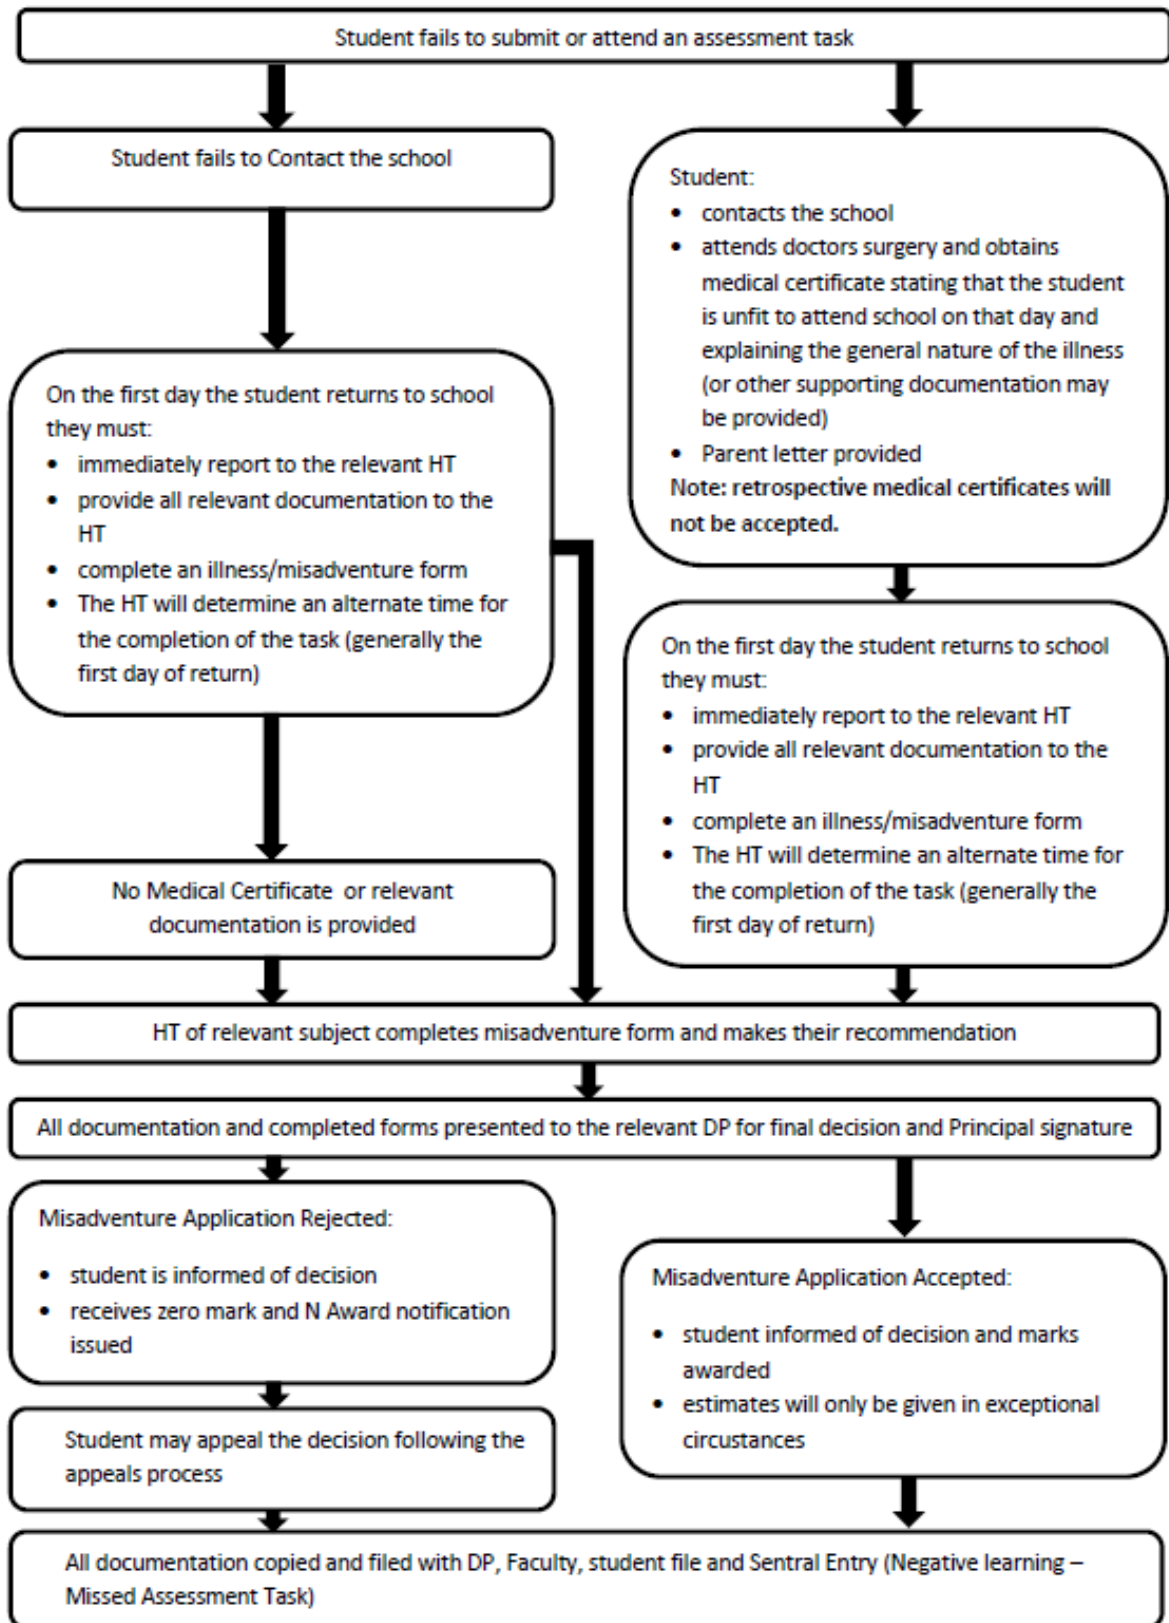 Student fails to submit or attend an assessment task
Student fails to Contact the school
Student:
• contacts the school
• attends doctors surgery and obtains
medical certificate stating that the student
is unfit to attend school on that day and
explaining the general nature of the illness
(or other supporting documentation may
be provided)
• Parent letter provided
Note: retrospective medical certificates will
not be accepted.
On the first day the student returns to school
they must:
• immediately report to the relevant HT
• provide all relevant documentation to the
HT
• complete an illness/misadventure form
• The HT will determine an alternate time for
the completion of the task (generally the
first day of return)
On the first day the student returns to school
they must:
• immediately report to the relevant HT
• provide all relevant documentation to the
HT
• complete an illness/misadventure form
• The HT will determine an alternate time for
the completion of the task (generally the
first day of return)
No Medical Certificate or relevant
documentation is provided
HT of relevant subject completes misadventure form and makes their recommendation
All documentation and completed forms presented to the relevant DP for final decision and Principal signature
Misadventure Application Rejected:
• student is informed of decision
• receives zero mark and N Award notification
issued
Misadventure Application Accepted:
• student informed of decision and marks
awarded
• estimates will only be given in exceptional
circustances
Student may appeal the decision following the
appeals process
All documentation copied and filed with DP, Faculty, student file and Sentral Entry (Negative learning –
Missed Assessment Task)